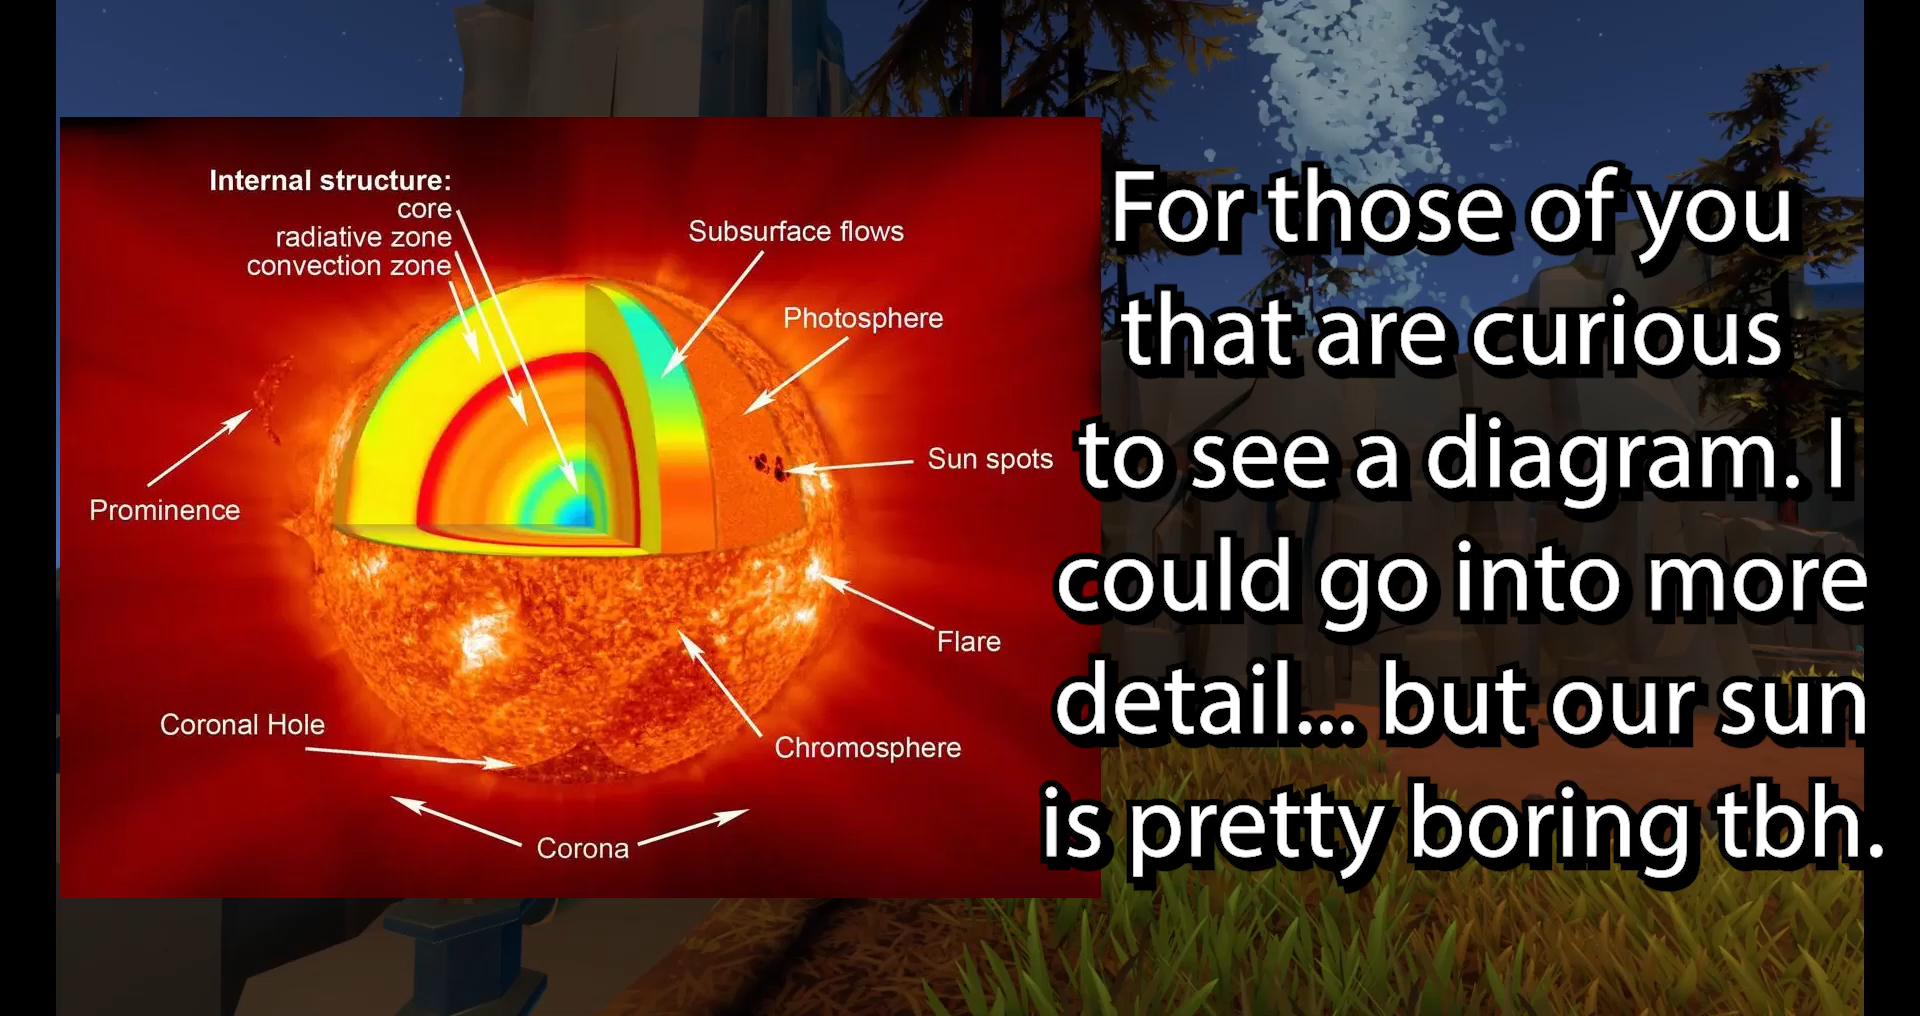 Internal structure:
core
radiative zone
convection zone
Subsurface flows
Photosphere
Sun spots
Prominence
Flare
Coronal Hole
Chromosphere
Corona
For those of you
that are curious
to see a diagram. I
could go into more
detail... but our sun
is pretty boring tbh.